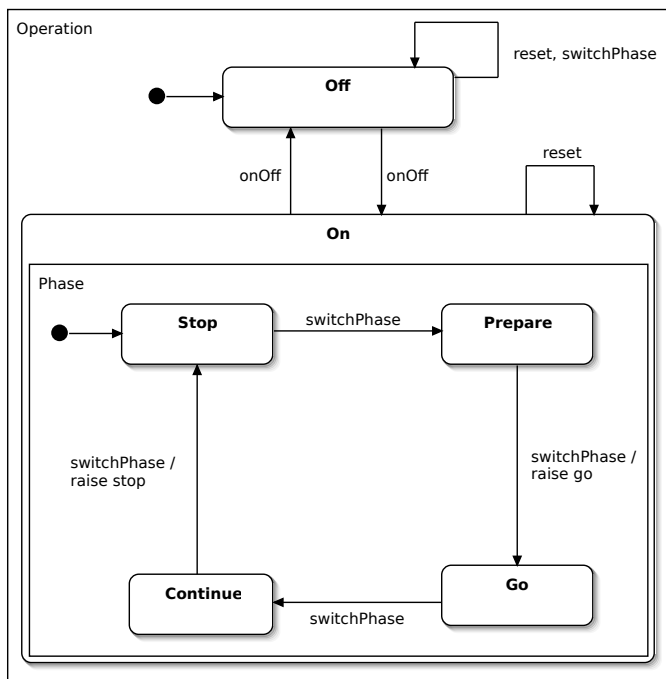 Operation
reset, switchPhase
Off
onOff
onOff
reset
On
Phase
Stop
switchPhase
Prepare
switchPhase /
raise stop
switchPhase /
raise go
Continue
switchPhase
Go